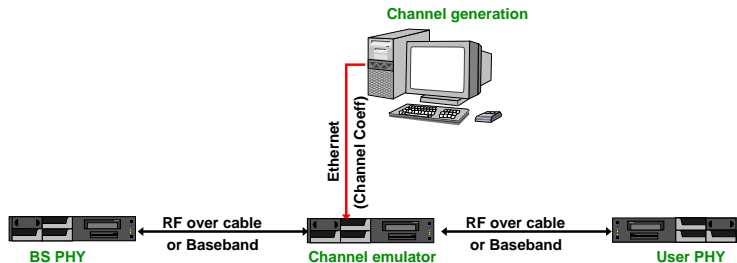 Channel generation
Ethernet
(Channel Coeff)
RF over cable
or Baseband
RF over cable
or Baseband
BS PHY
Channel emulator
User PHY